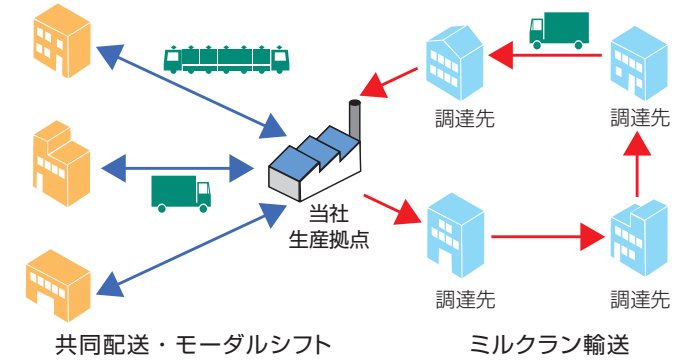 調達先
調達先
当社
生産拠点
調達先
調達先
共同配送・モーダルシフト
ミルクラン輸送